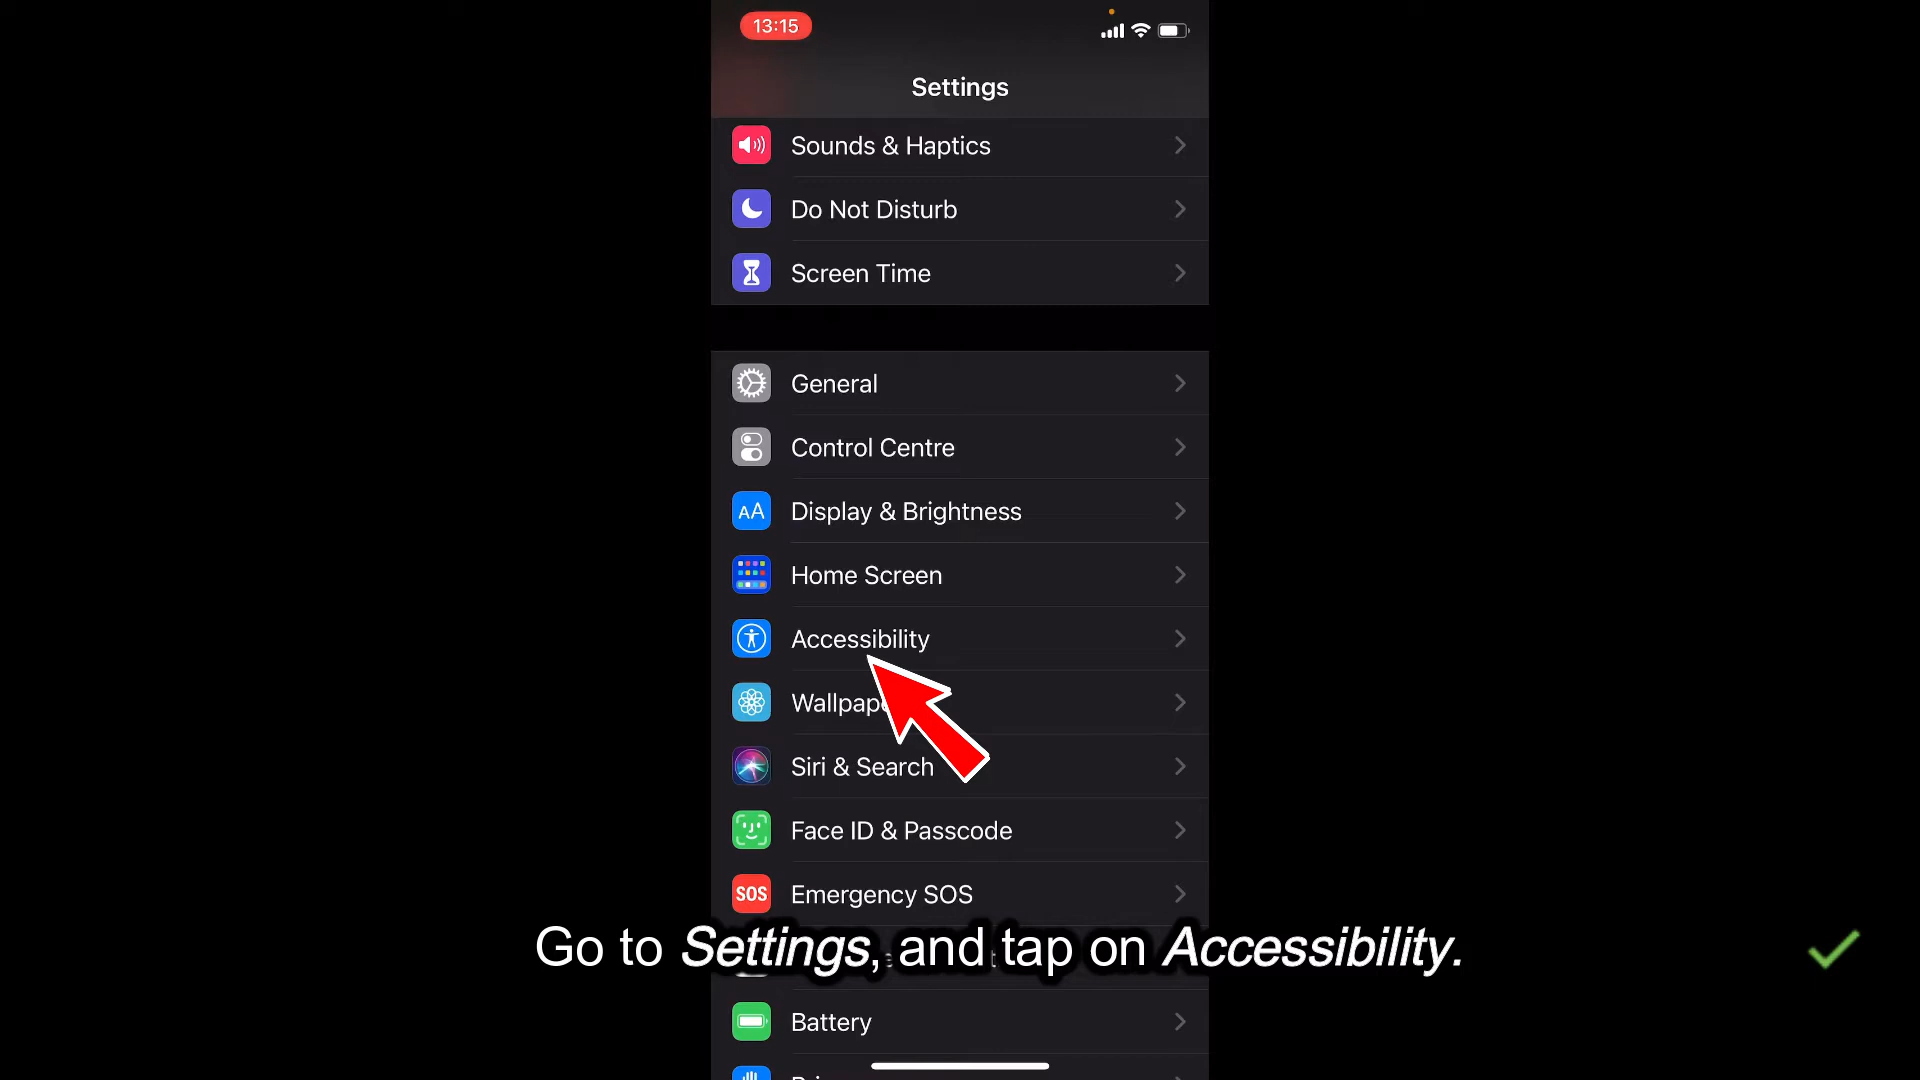 13:15
Settings
Sounds & Haptics
Do Not Disturb
Screen Time
General
Control Centre
AA
Display & Brightness
Home Screen
Accessibility
Siri & Search
Face ID & Passcode
SOS
Emergency SOS
Go to Settings, and tap on Accessibility.
Battery